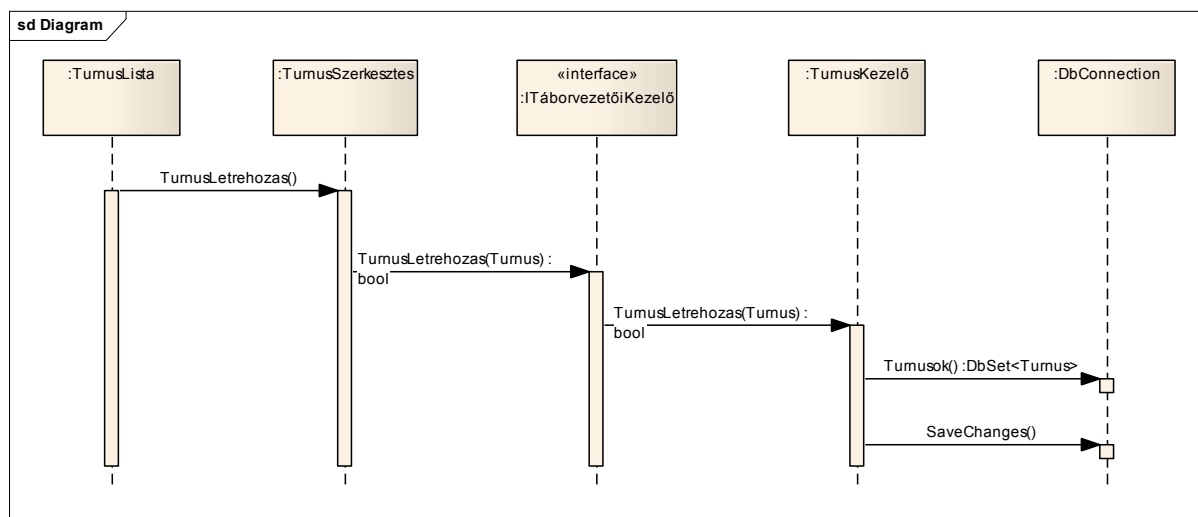 sd Diagram
:TurnusLista
:TurnusSzerkesztes
«interface»
:ITáborvezetőiKezelő
:TurnusKezelő
:DbConnection
TurnusLetrehozas()
TurnusLetrehozas(Turnus) :
bool
TurnusLetrehozas(Turnus) :
bool
Turnusok() :DbSet<Turnus>
SaveChanges()